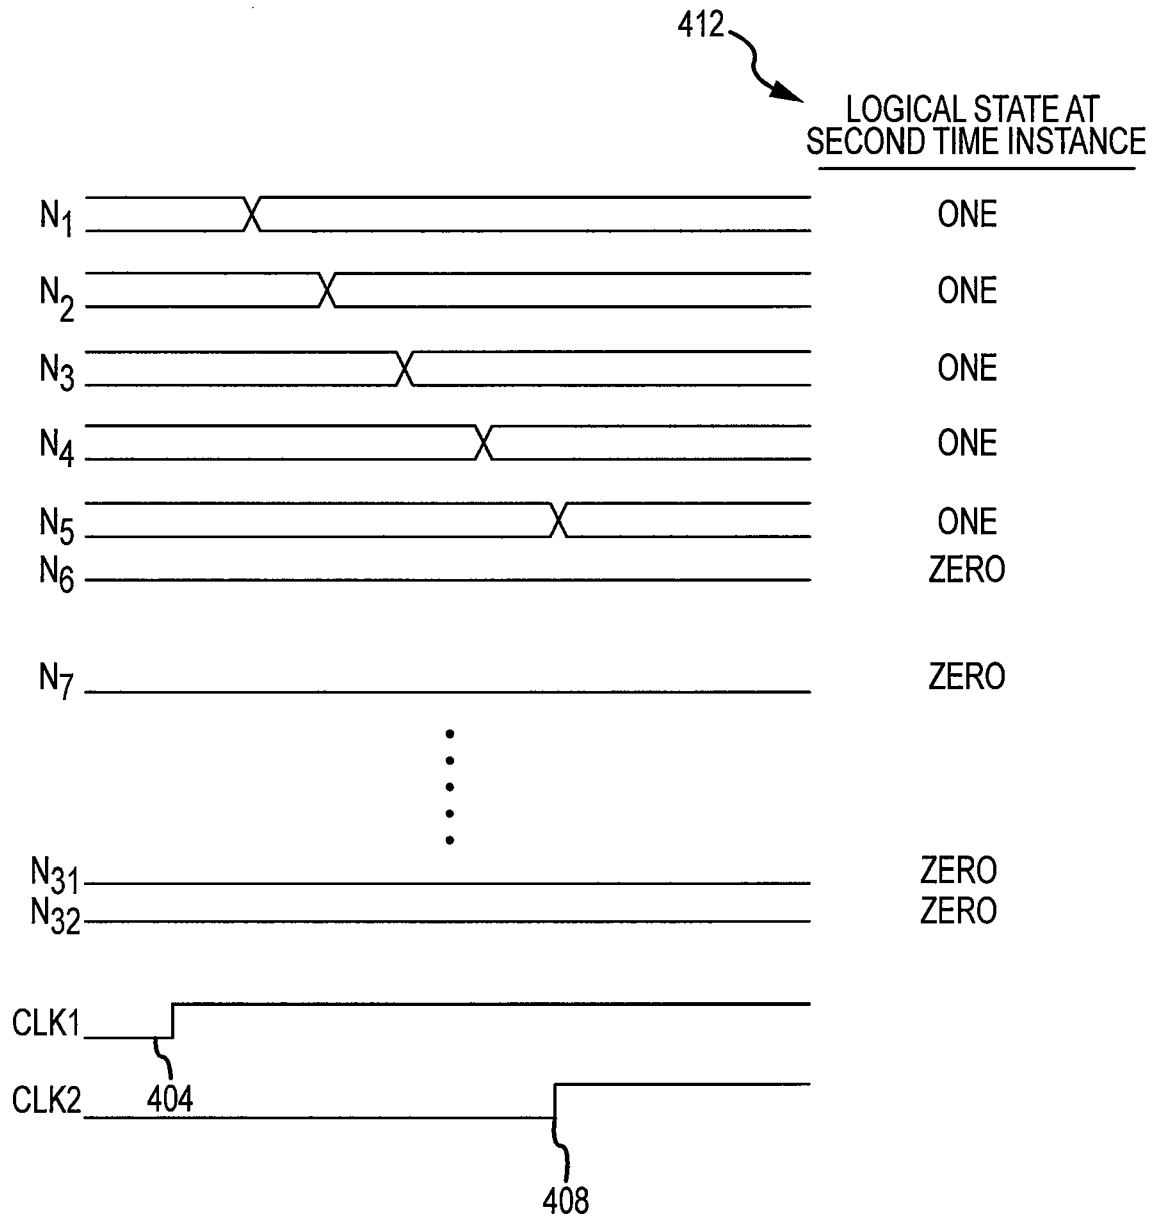 412
LOGICAL STATE AT
SECOND TIME INSTANCE
N1 ONE
N2 ONE
N3 ONE
N4 ONE
N5 ONE
N6 ZERO
N7 ZERO
N31 ZERO
N32 ZERO
CLK1
404
CLK2
408